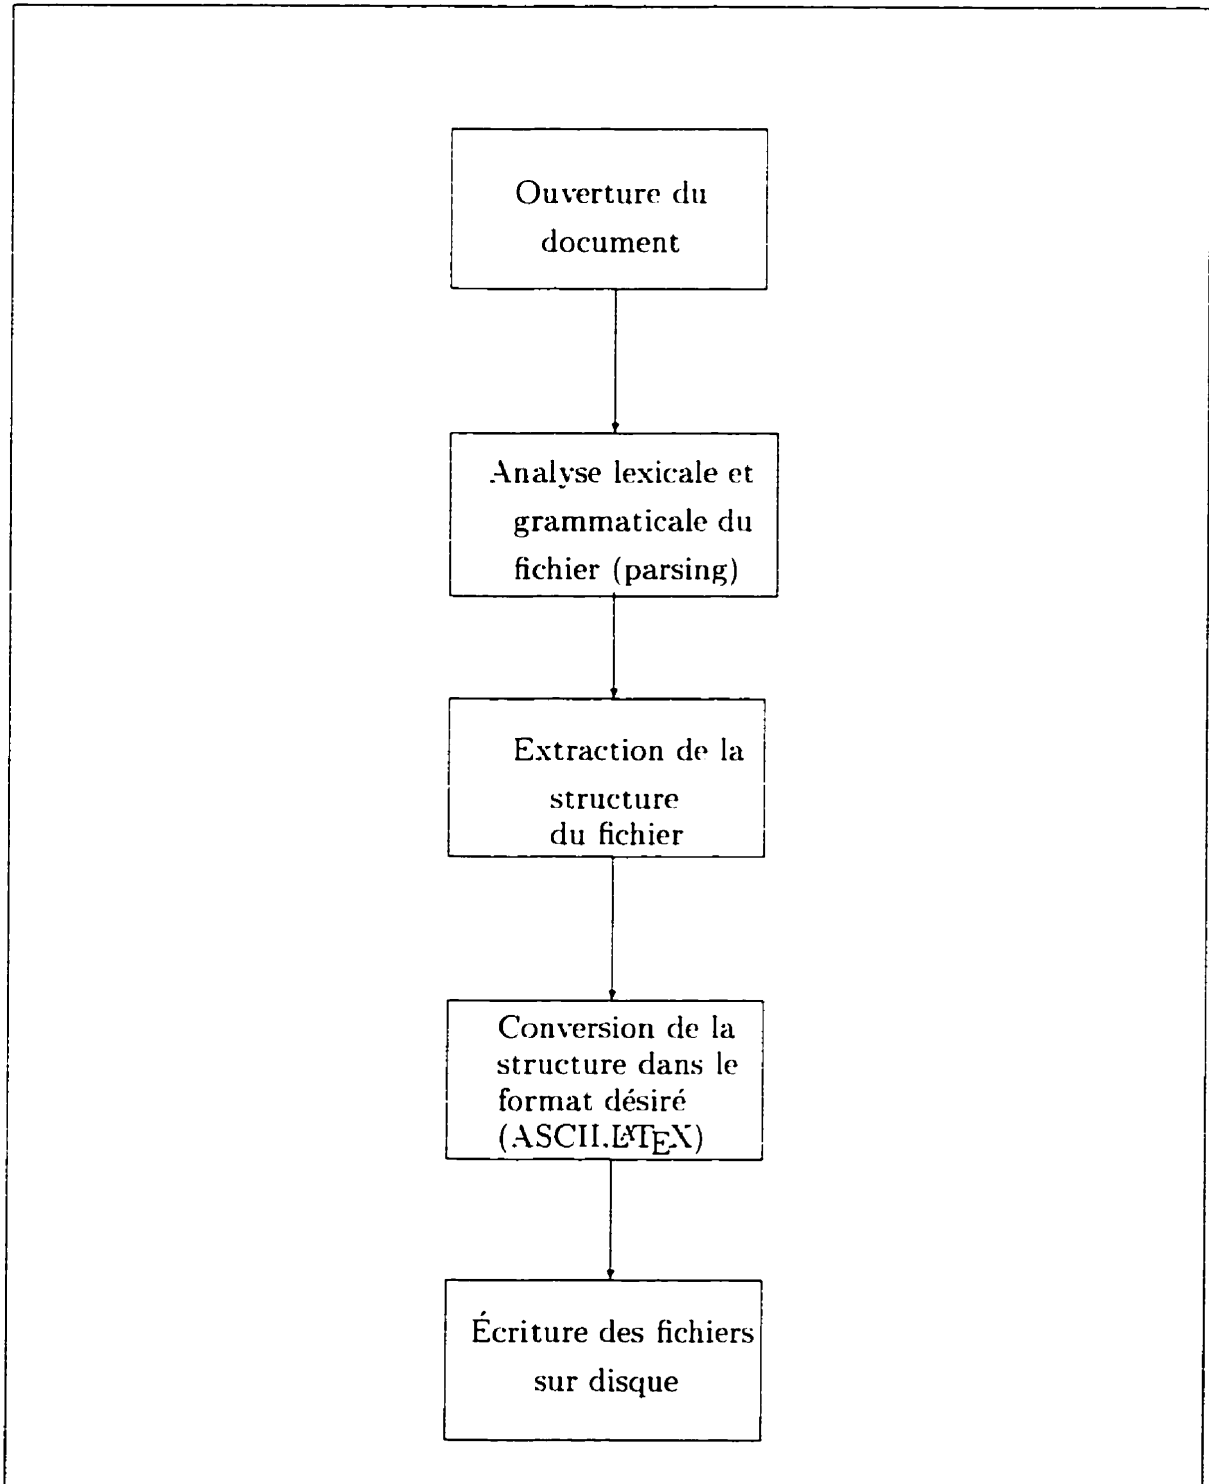 Ouverture du
document
Analyse lexicale et
grammaticale du
fichier (parsing)
Extraction de la
structure
du fichier
Conversion de la
structure dans le
format désiré
(ASCII,LATEX)
Écriture des fichiers
sur disque